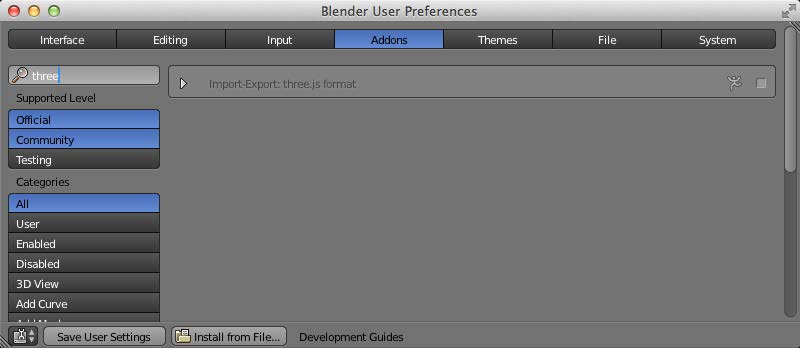 Blender User Preferences
Interface
Editing
Input
Addons
Themes
File
System
three
Supported Level
Official
Community
Testing
Categories
All
User
Enabled
Disabled
3D View
Add Curve
Import-Export: three.js format
Save User Settings
Install from File...
Development Guides